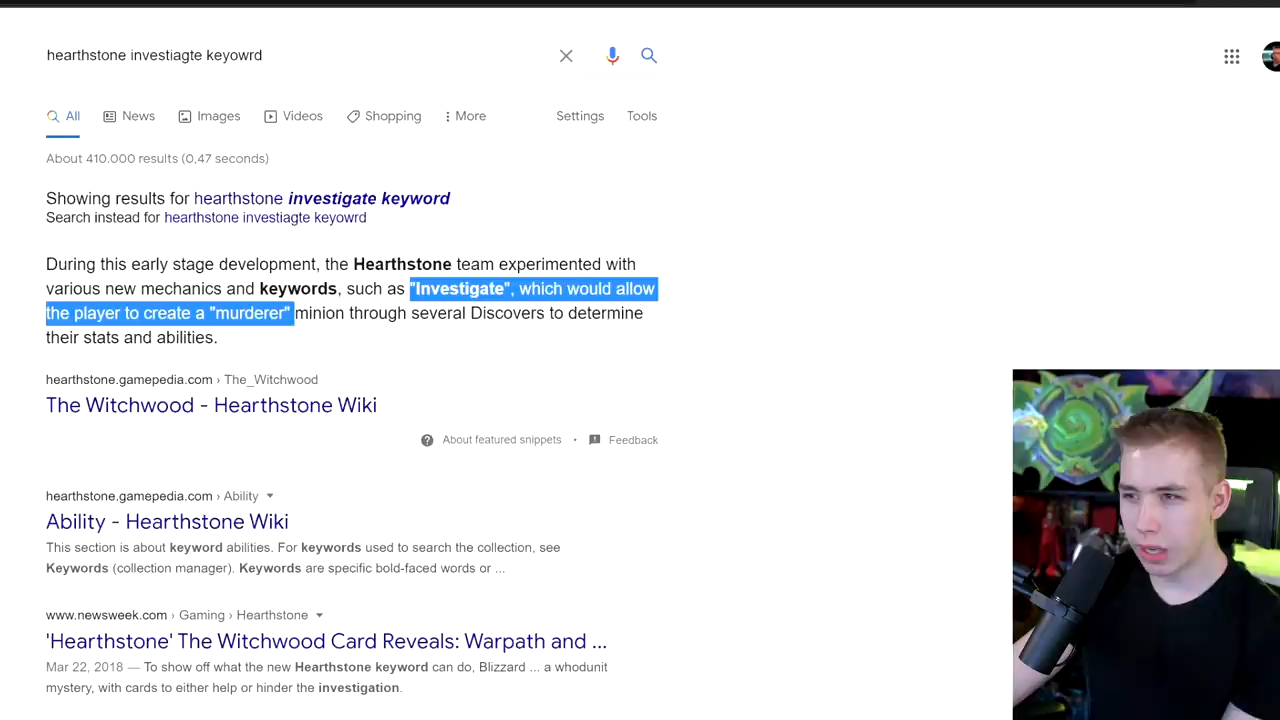 hearthstone investiagte keyowrd
All News Images Videos Shopping More Settings Tools
About 410.000 results (0,47 seconds)
Showing results for hearthstone investigate keyword
Search instead for hearthstone investiagte keyowrd
During this early stage development, the Hearthstone team experimented with
various new mechanics and keywords, such as "Investigate", which would allow
the player to create a "murderer" minion through several Discovers to determine
their stats and abilities.
hearthstone.gamepedia.com › The_Witchwood
The Witchwood - Hearthstone Wiki
About featured snippets • Feedback
hearthstone.gamepedia.com › Ability
Ability - Hearthstone Wiki
This section is about keyword abilities. For keywords used to search the collection, see
Keywords (collection manager). Keywords are specific bold-faced words or ...
www.newsweek.com › Gaming › Hearthstone
'Hearthstone' The Witchwood Card Reveals: Warpath and ...
Mar 22, 2018 — To show off what the new Hearthstone keyword can do, Blizzard ... a whodunit
mystery, with cards to either help or hinder the investigation.